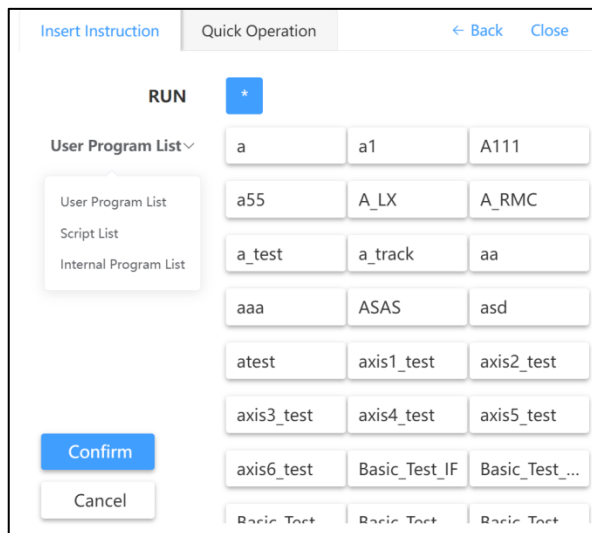 Insert Instruction Quick Operation ← Back Close
RUN *
User Program List a a1 A111
User Program List a55 A_LX A_RMC
Script List
Internal Program List a_test a_track aa
aaa ASAS asd
atest axis1_test axis2_test
axis3_test axis4_test axis5_test
Confirm
axis6_test Basic_Test_IF Basic_Test_...
Cancel